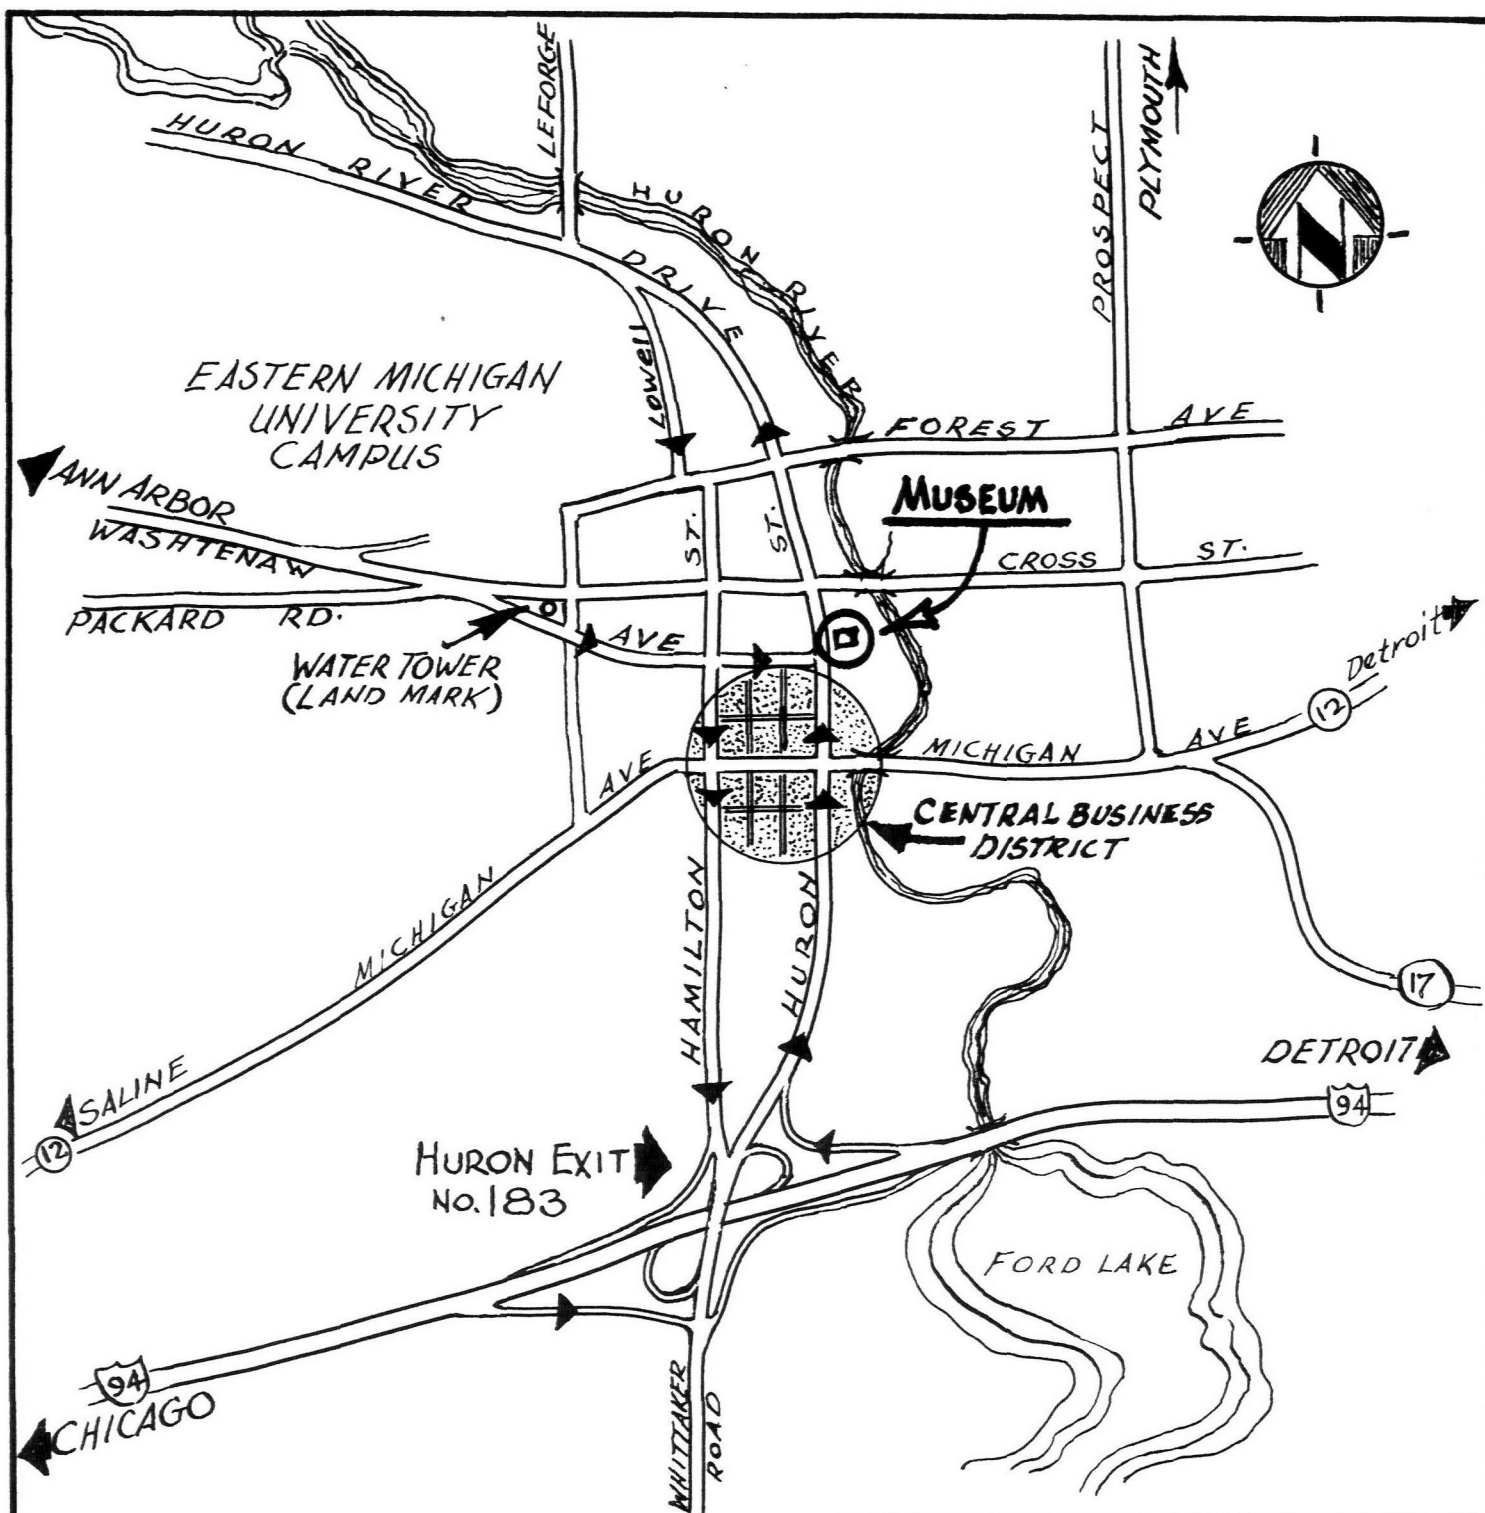 LEFORGE
PLYMOUTH
HURON RIVER
DRIVE
HURON RIVER
PROSPECT
N
Lowell
EASTERN MICHIGAN
UNIVERSITY
CAMPUS
FOREST AVE
ANN ARBOR
WASHTENAW
MUSEUM
ST.
ST.
CROSS ST.
PACKARD RD.
AVE
WATER TOWER
(LAND MARK)
Detroit
12
MICHIGAN AVE
AVE
CENTRAL BUSINESS
DISTRICT
MICHIGAN
HAMILTON
HURON
17
DETROIT
SALINE
12
94
HURON EXIT
NO. 183
FORD LAKE
94
CHICAGO
WHITTAKER
ROAD